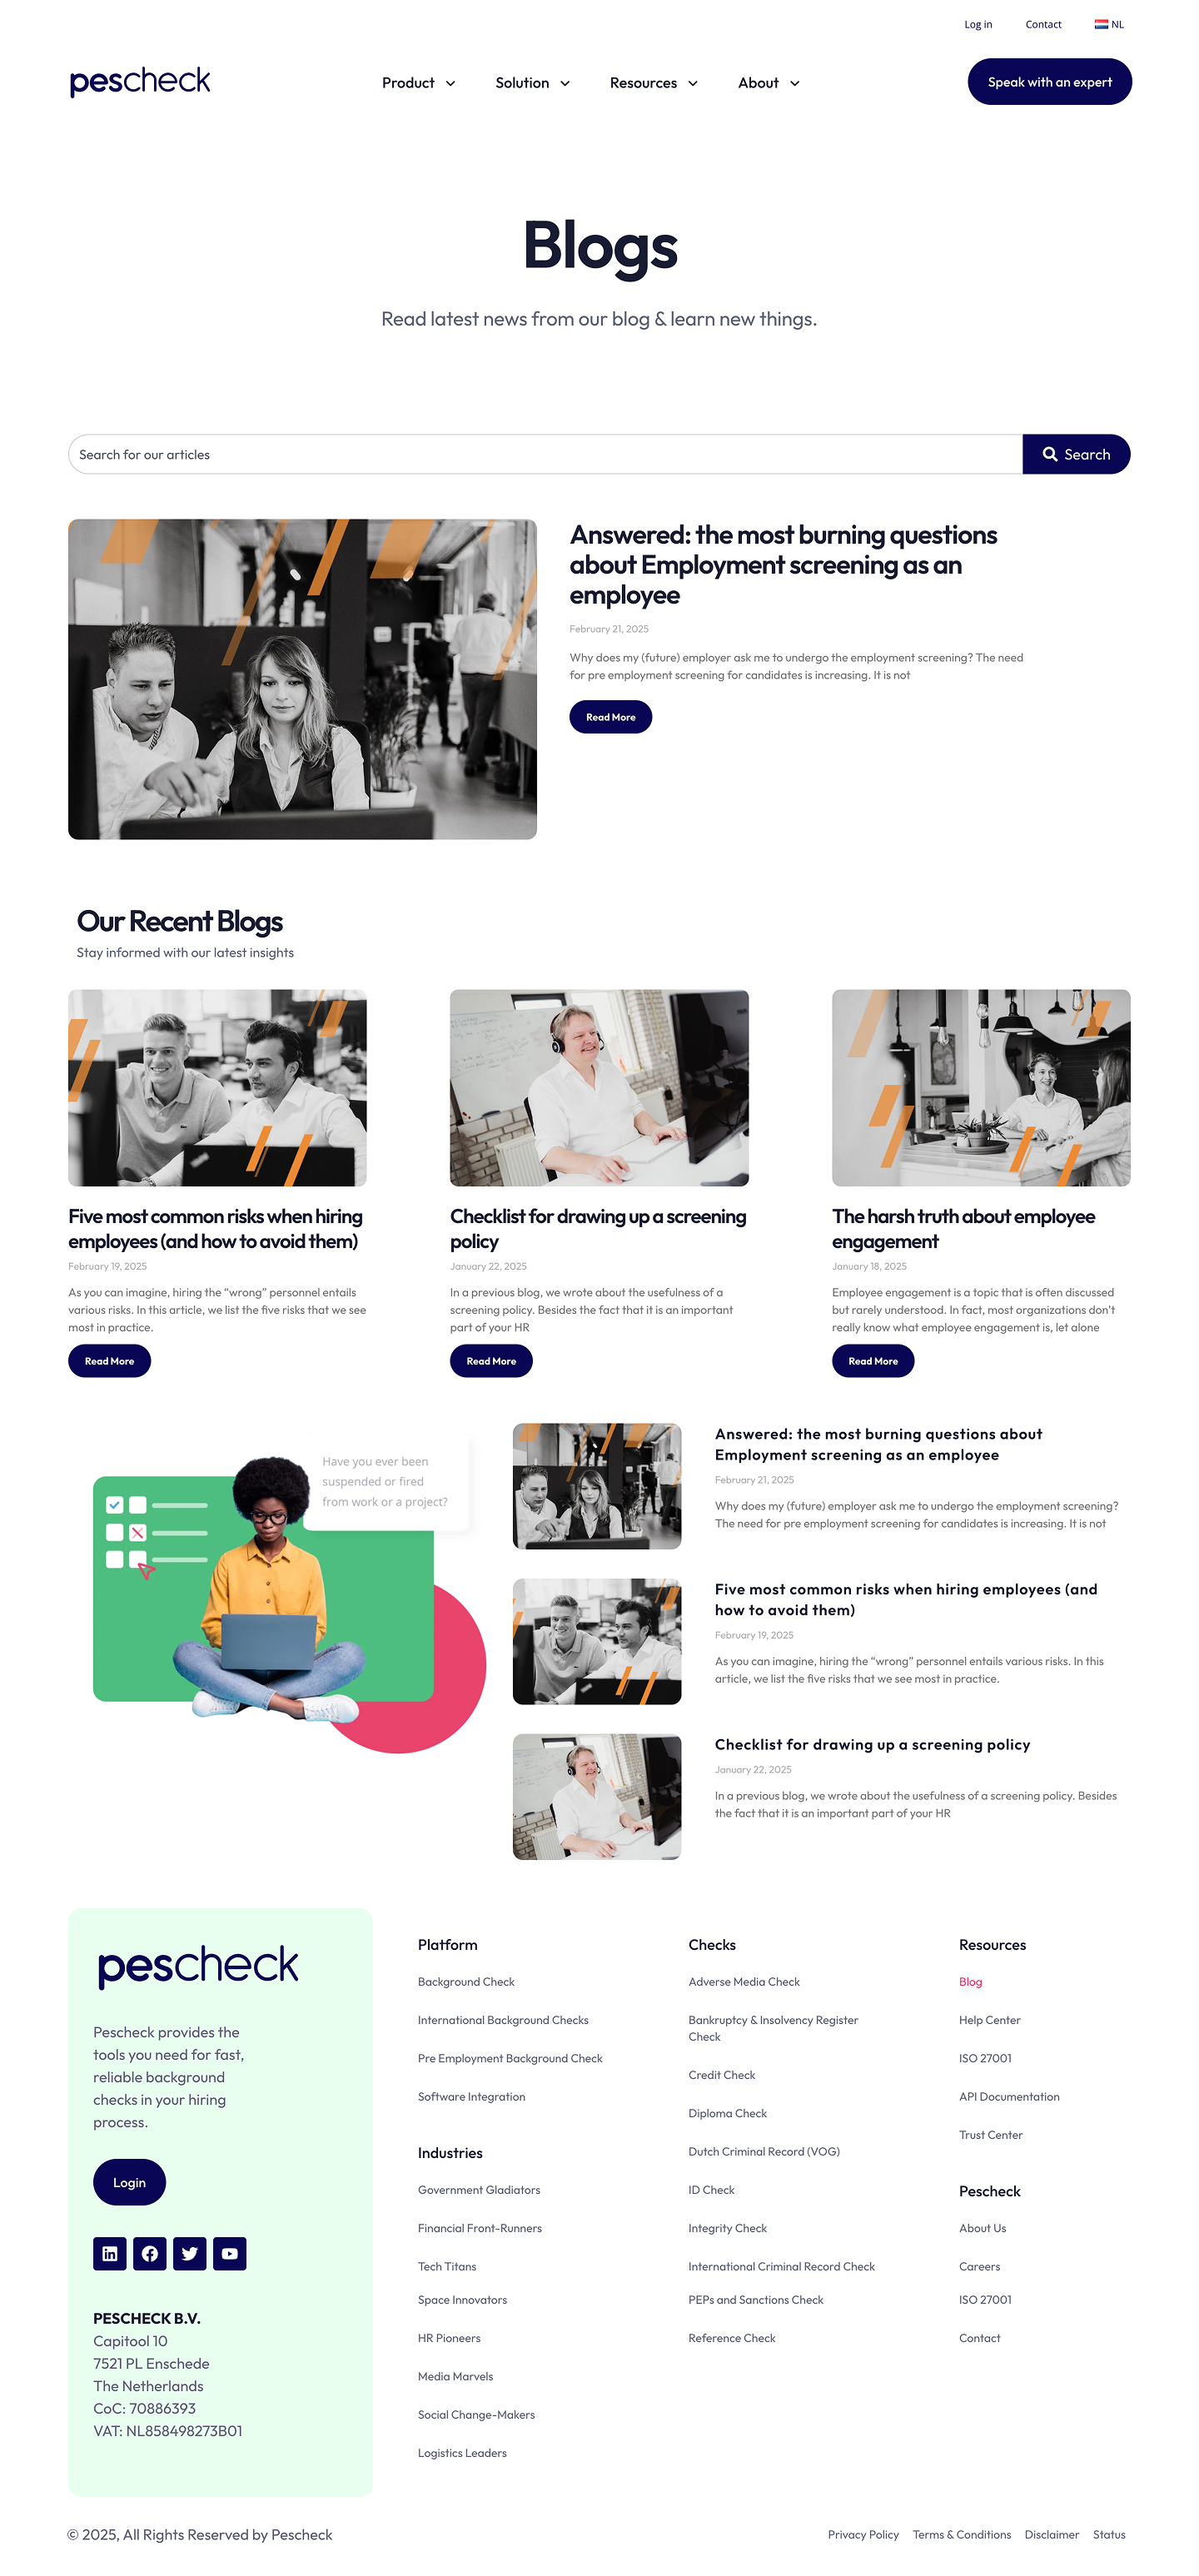 Log in
Contact
NL
pescheck
Product
Solution
Resources
About
Speak with an expert
Blogs
Read latest news from our blog & learn new things.
Search for our articles
Search
Answered: the most burning questions
about Employment screening as an
employee
February 21, 2025
Why does my (future) employer ask me to undergo the employment screening? The need
for pre employment screening for candidates is increasing. It is not
Read More
Our Recent Blogs
Stay informed with our latest insights
Five most common risks when hiring
employees (and how to avoid them)
February 19, 2025
As you can imagine, hiring the “wrong” personnel entails
various risks. In this article, we list the five risks that we see
most in practice.
Read More
Checklist for drawing up a screening
policy
January 22, 2025
In a previous blog, we wrote about the usefulness of a
screening policy. Besides the fact that it is an important
part of your HR
Read More
The harsh truth about employee
engagement
January 18, 2025
Employee engagement is a topic that is often discussed
but rarely understood. In fact, most organizations don’t
really know what employee engagement is, let alone
Read More
Have you ever been
suspended or fired
from work or a project?
Answered: the most burning questions about
Employment screening as an employee
February 21, 2025
Why does my (future) employer ask me to undergo the employment screening?
The need for pre employment screening for candidates is increasing. It is not
Five most common risks when hiring employees (and
how to avoid them)
February 19, 2025
As you can imagine, hiring the “wrong” personnel entails various risks. In this
article, we list the five risks that we see most in practice.
Checklist for drawing up a screening policy
January 22, 2025
In a previous blog, we wrote about the usefulness of a screening policy. Besides
the fact that it is an important part of your HR
pescheck
Pescheck provides the
tools you need for fast,
reliable background
checks in your hiring
process.
Login
PESCHECK B.V.
Capitool 10
7521 PL Enschede
The Netherlands
CoC: 70886393
VAT: NL858498273B01
Platform
Background Check
International Background Checks
Pre Employment Background Check
Software Integration
Industries
Government Gladiators
Financial Front-Runners
Tech Titans
Space Innovators
HR Pioneers
Media Marvels
Social Change-Makers
Logistics Leaders
Checks
Adverse Media Check
Bankruptcy & Insolvency Register
Check
Credit Check
Diploma Check
Dutch Criminal Record (VOG)
ID Check
Integrity Check
International Criminal Record Check
PEPs and Sanctions Check
Reference Check
Resources
Blog
Help Center
ISO 27001
API Documentation
Trust Center
Pescheck
About Us
Careers
ISO 27001
Contact
© 2025, All Rights Reserved by Pescheck
Privacy Policy
Terms & Conditions
Disclaimer
Status